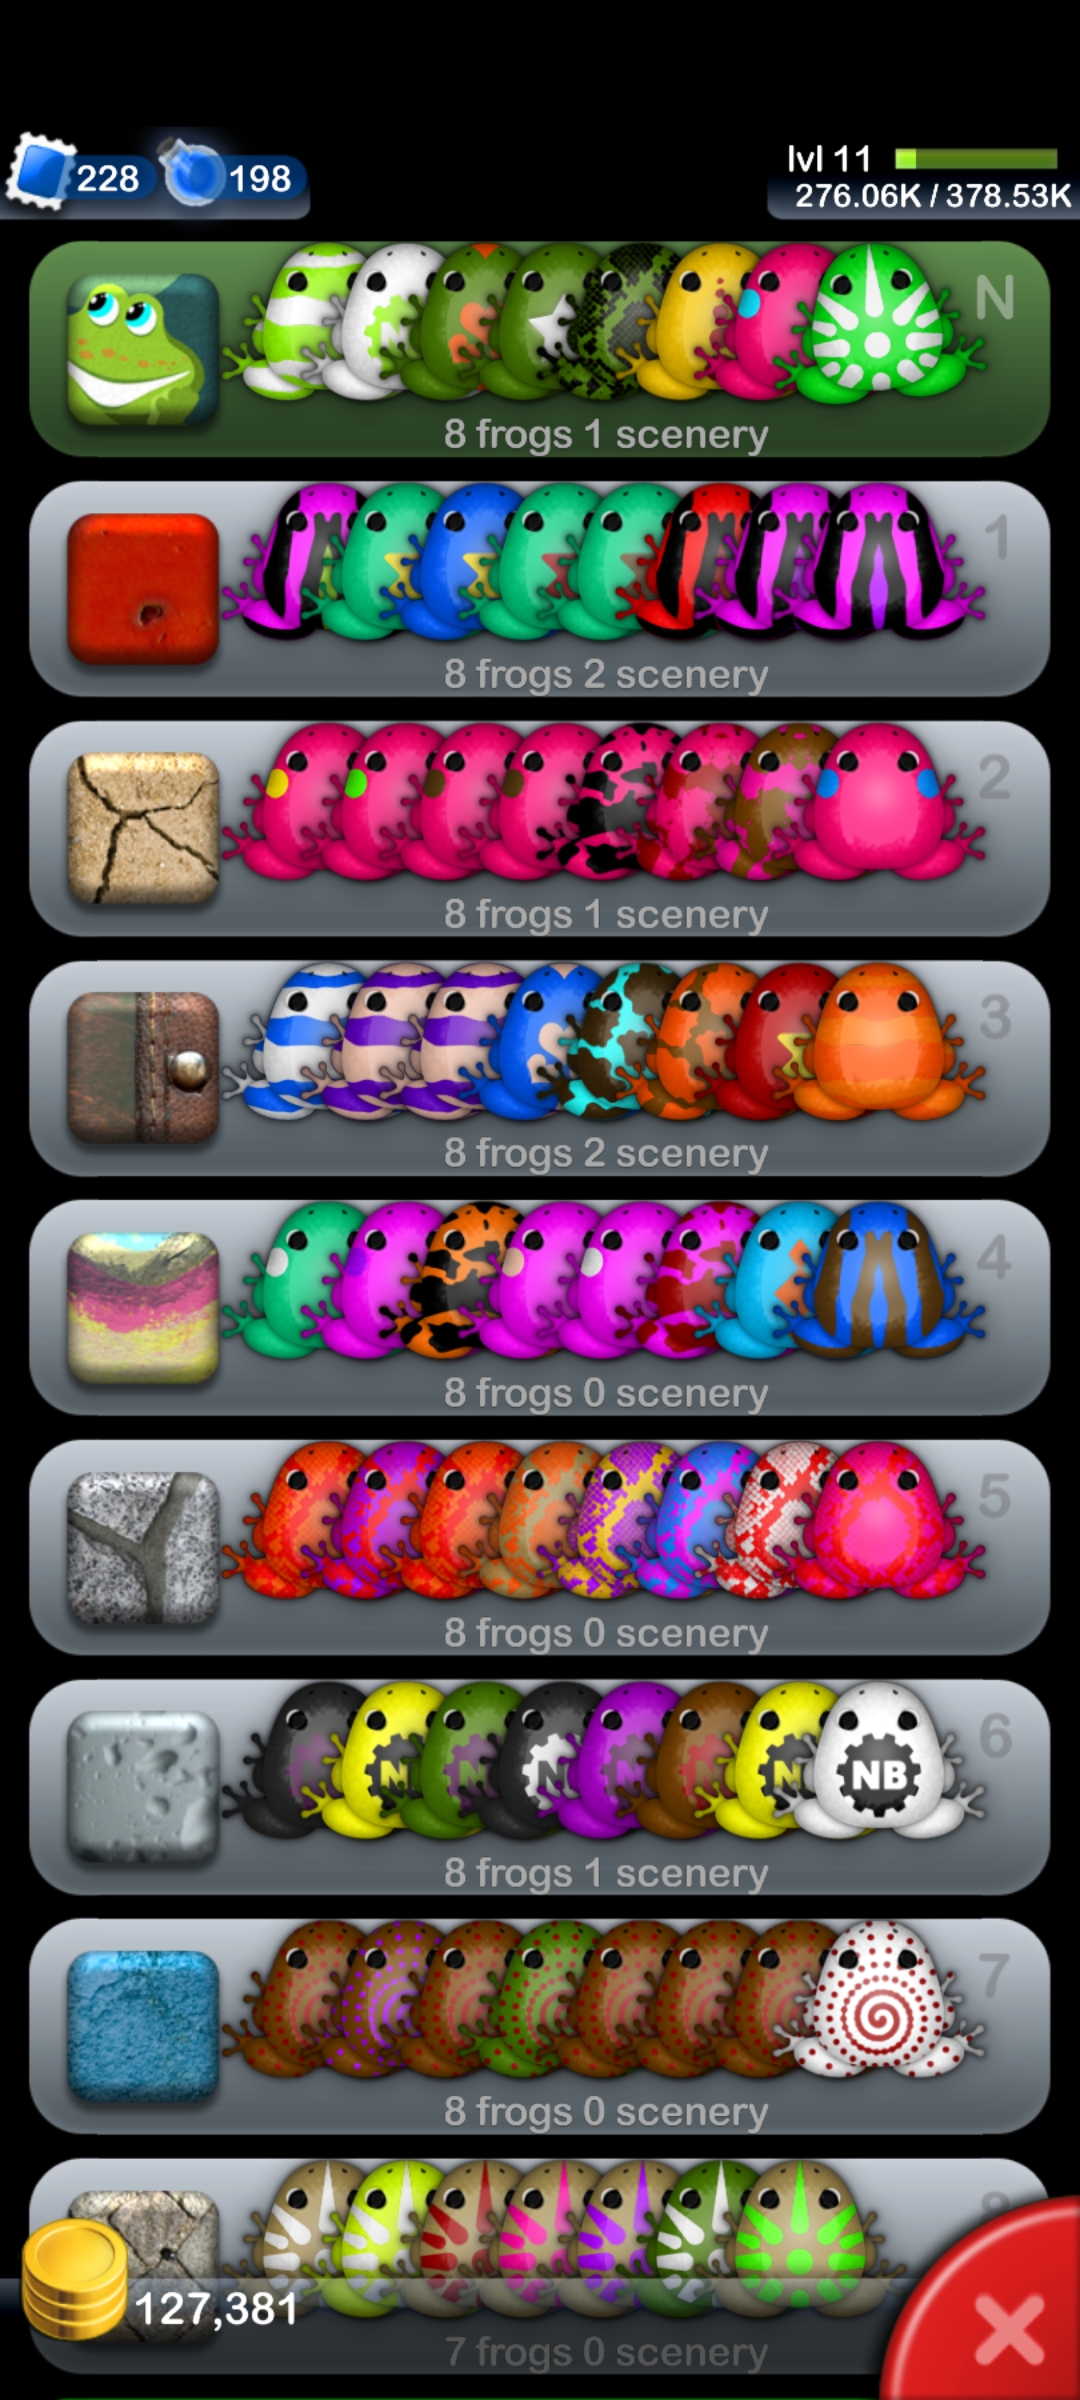 228 198
lvl 11
276.06K / 378.53K
N
N
8 frogs 1 scenery
1
8 frogs 2 scenery
2
8 frogs 1 scenery
3
8 frogs 2 scenery
4
8 frogs 0 scenery
5
8 frogs 0 scenery
6
N N N N N N NB
8 frogs 1 scenery
7
8 frogs 0 scenery
127,381
7 frogs 0 scenery